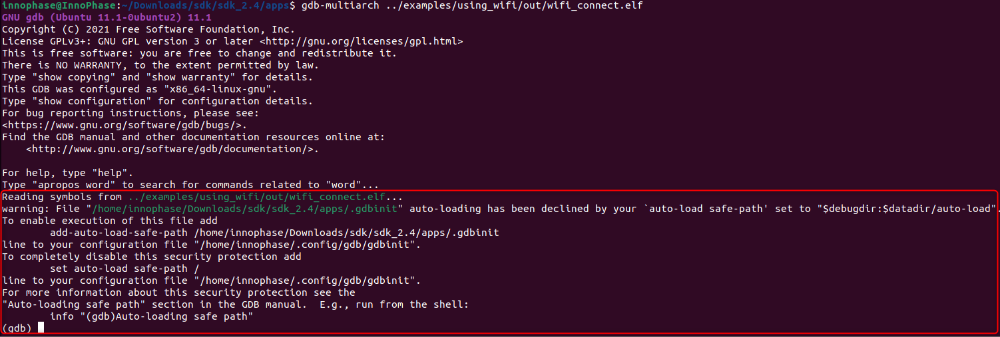 innophase@InnoPhase:~/Downloads/sdk/sdk_2.4/apps$ gdb-multiarch ../examples/using_wifi/out/wifi_connect.elf
GNU gdb (Ubuntu 11.1-0ubuntu2) 11.1
Copyright (C) 2021 Free Software Foundation, Inc.
License GPLv3+: GNU GPL version 3 or later <http://gnu.org/licenses/gpl.html>
This is free software: you are free to change and redistribute it.
There is NO WARRANTY, to the extent permitted by law.
Type "show copying" and "show warranty" for details.
This GDB was configured as "x86_64-linux-gnu".
Type "show configuration" for configuration details.
For bug reporting instructions, please see:
<https://www.gnu.org/software/gdb/bugs/>.
Find the GDB manual and other documentation resources online at:
    <http://www.gnu.org/software/gdb/documentation/>.

For help, type "help".
Type "apropos word" to search for commands related to "word"...
Reading symbols from ../examples/using_wifi/out/wifi_connect.elf...
warning: File "/home/innophase/Downloads/sdk/sdk_2.4/apps/.gdbinit" auto-loading has been declined by your `auto-load safe-path' set to "$debugdir:$datadir/auto-load".
To enable execution of this file add
        add-auto-load-safe-path /home/innophase/Downloads/sdk/sdk_2.4/apps/.gdbinit
line to your configuration file "/home/innophase/.config/gdb/gdbinit".
To completely disable this security protection add
        set auto-load safe-path /
line to your configuration file "/home/innophase/.config/gdb/gdbinit".
For more information about this security protection see the
"Auto-loading safe path" section in the GDB manual.  E.g., run from the shell:
        info "(gdb)Auto-loading safe path"
(gdb)